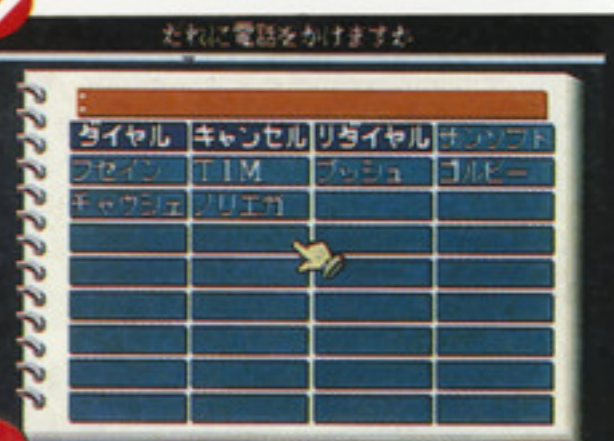 だれに電話をかけますか
:
ダイヤル キャンセル リダイヤル サンソフト
フセイン TIM ブッシュ ゴルビー
チャウシェ ノリエガ